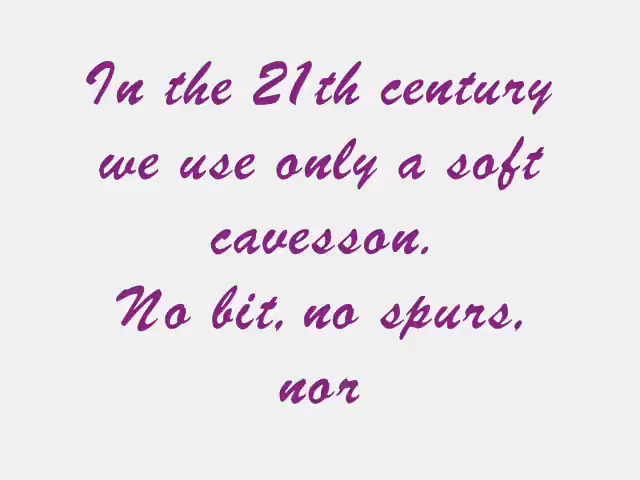 In the 21th century
we use only a soft
cavesson.
No bit, no spurs,
nor